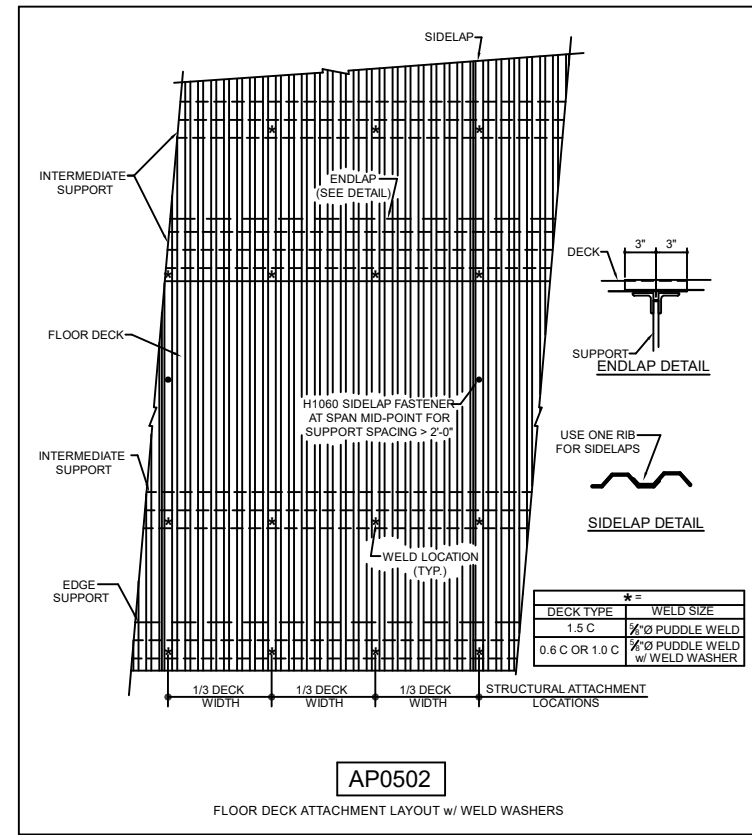 SIDELAP
INTERMEDIATE
SUPPORT
ENDLAP
(SEE DETAIL)
3" 3"
DECK
SUPPORT
ENDLAP DETAIL
FLOOR DECK
H1060 SIDELAP FASTENER
AT SPAN MID-POINT FOR
SUPPORT SPACING > 2'-0"
USE ONE RIB
FOR SIDELAPS
SIDELAP DETAIL
INTERMEDIATE
SUPPORT
WELD LOCATION
(TYP.)
EDGE
SUPPORT
* =
DECK TYPE WELD SIZE
1.5 C 5/8"Ø PUDDLE WELD
0.6 C OR 1.0 C 5/8"Ø PUDDLE WELD
w/ WELD WASHER
1/3 DECK
WIDTH
1/3 DECK
WIDTH
1/3 DECK
WIDTH
STRUCTURAL ATTACHMENT
LOCATIONS
AP0502
FLOOR DECK ATTACHMENT LAYOUT w/ WELD WASHERS